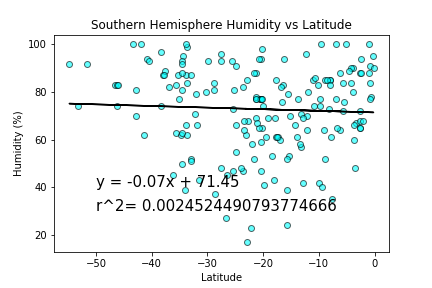 Southern Hemisphere Humidity vs Latitude
100
80
60
40
20
Humidity (%)
y = -0.07x + 71.45
r^2= 0.0024524490793774666
−50
−40
−30
−20
−10
0
Latitude